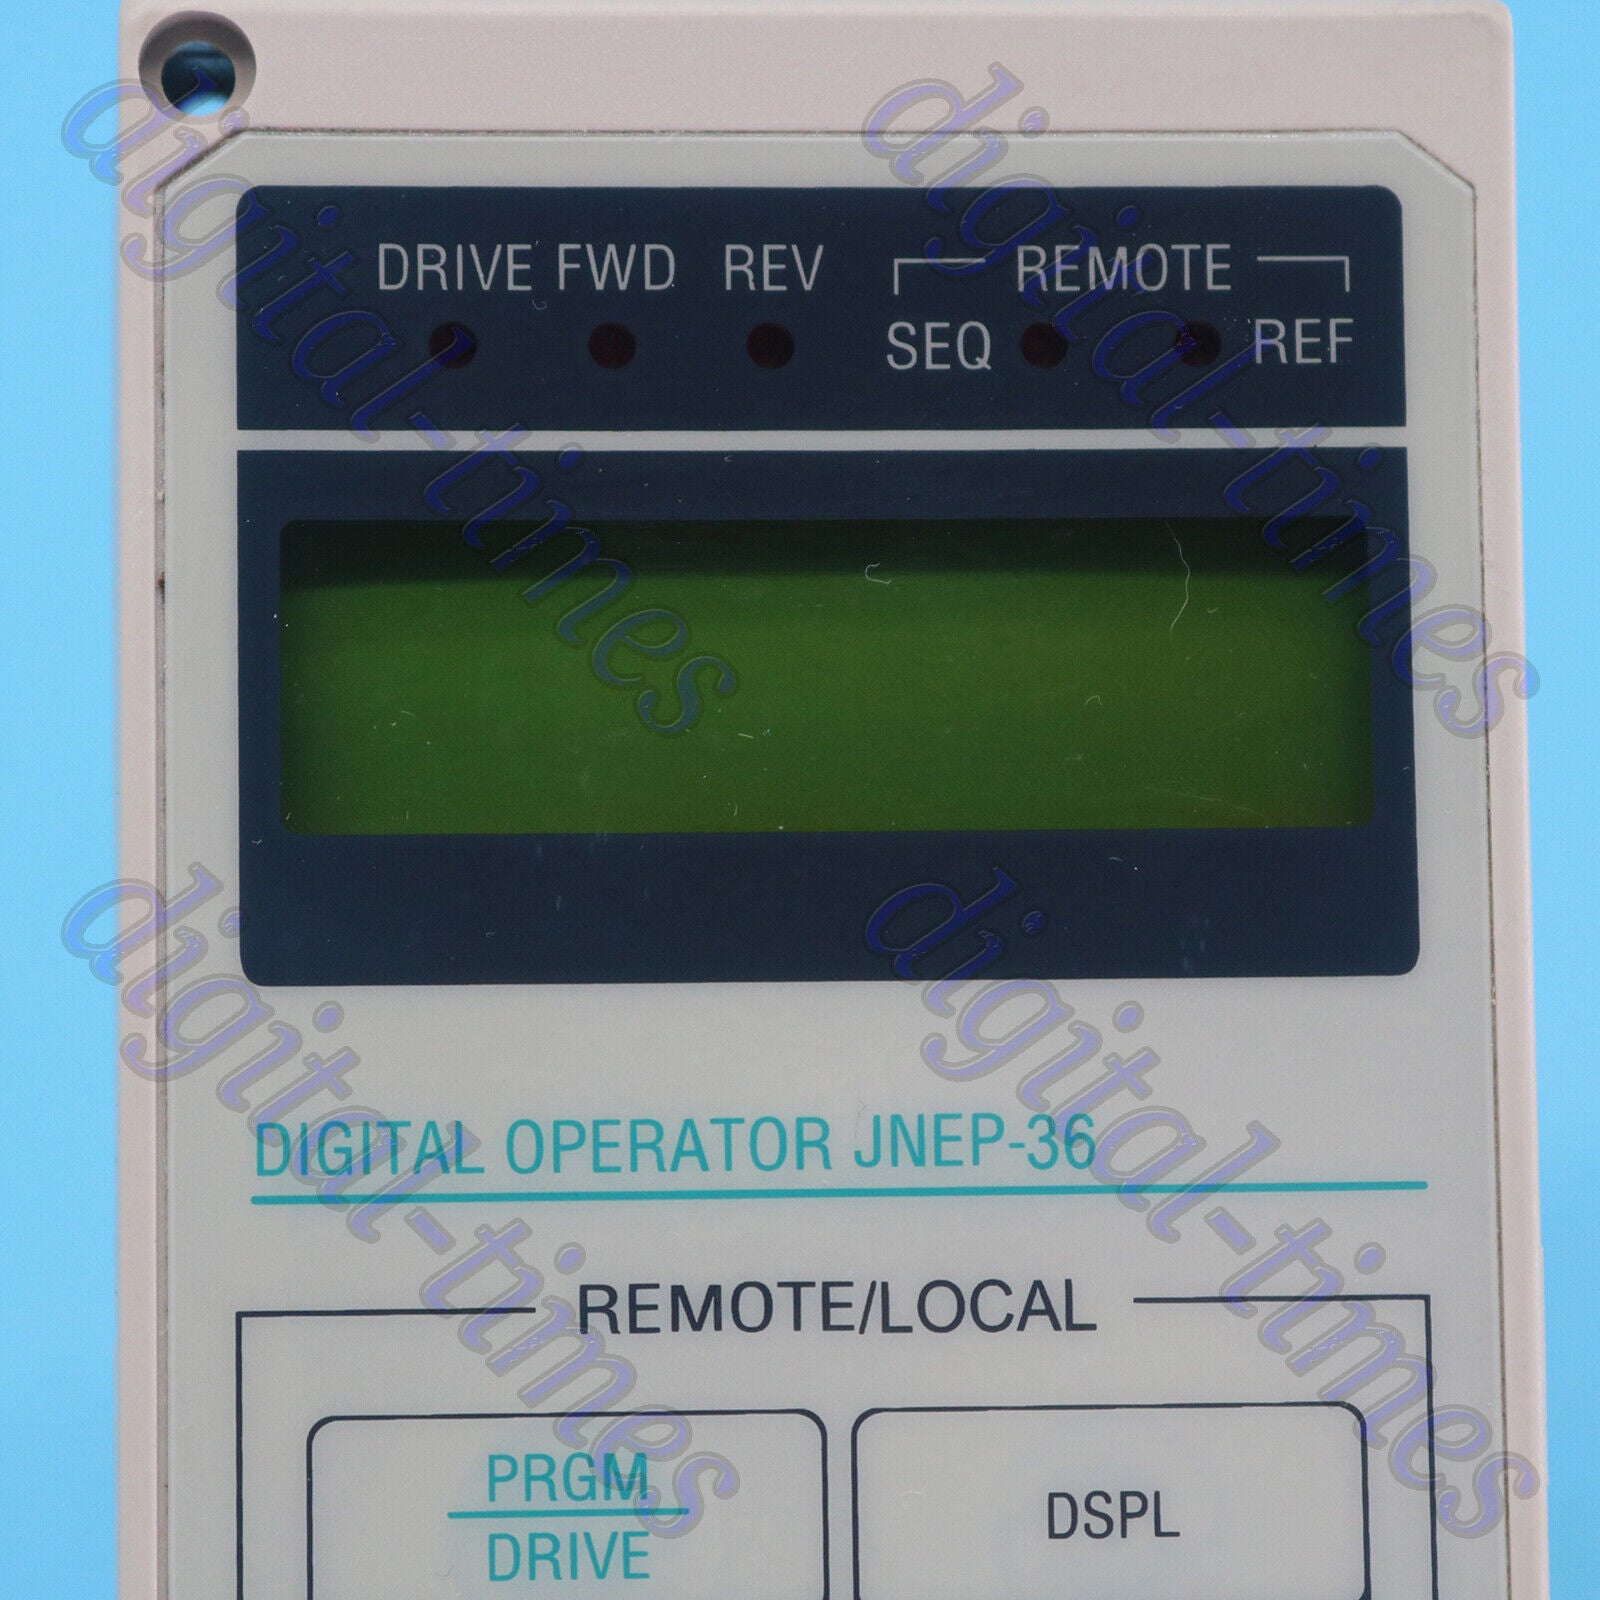 DRIVE FWD REV REMOTE
SEQ REF
DIGITAL OPERATOR JNEP-36
REMOTE/LOCAL
PRGM
DRIVE
DSPL
digital-times
digital-times
digital-times
digital-times